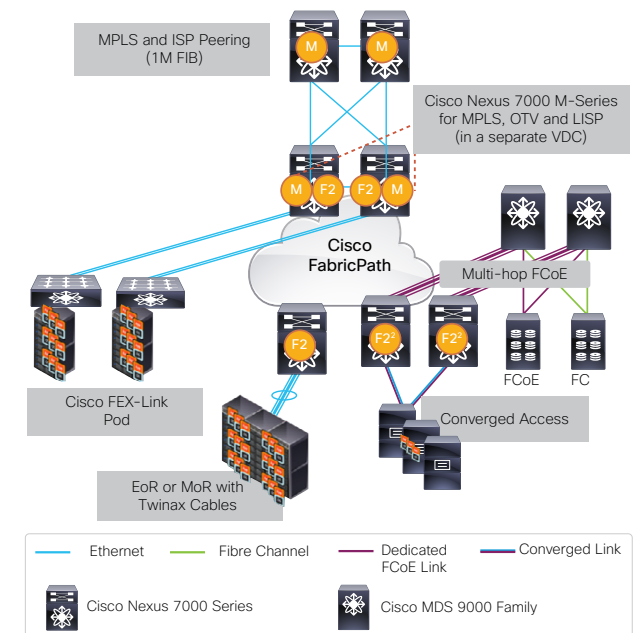 MPLS and ISP Peering
(1M FIB)
M
M
Cisco Nexus 7000 M-Series
for MPLS, OTV and LISP
(in a separate VDC)
M
F2
F2
M
Cisco
FabricPath
Multi-hop FCoE
F2
F2²
F2²
FCoE
FC
Cisco FEX-Link
Pod
Converged Access
EoR or MoR with
Twinax Cables
Ethernet
Fibre Channel
Dedicated
FCoE Link
Converged Link
Cisco Nexus 7000 Series
Cisco MDS 9000 Family